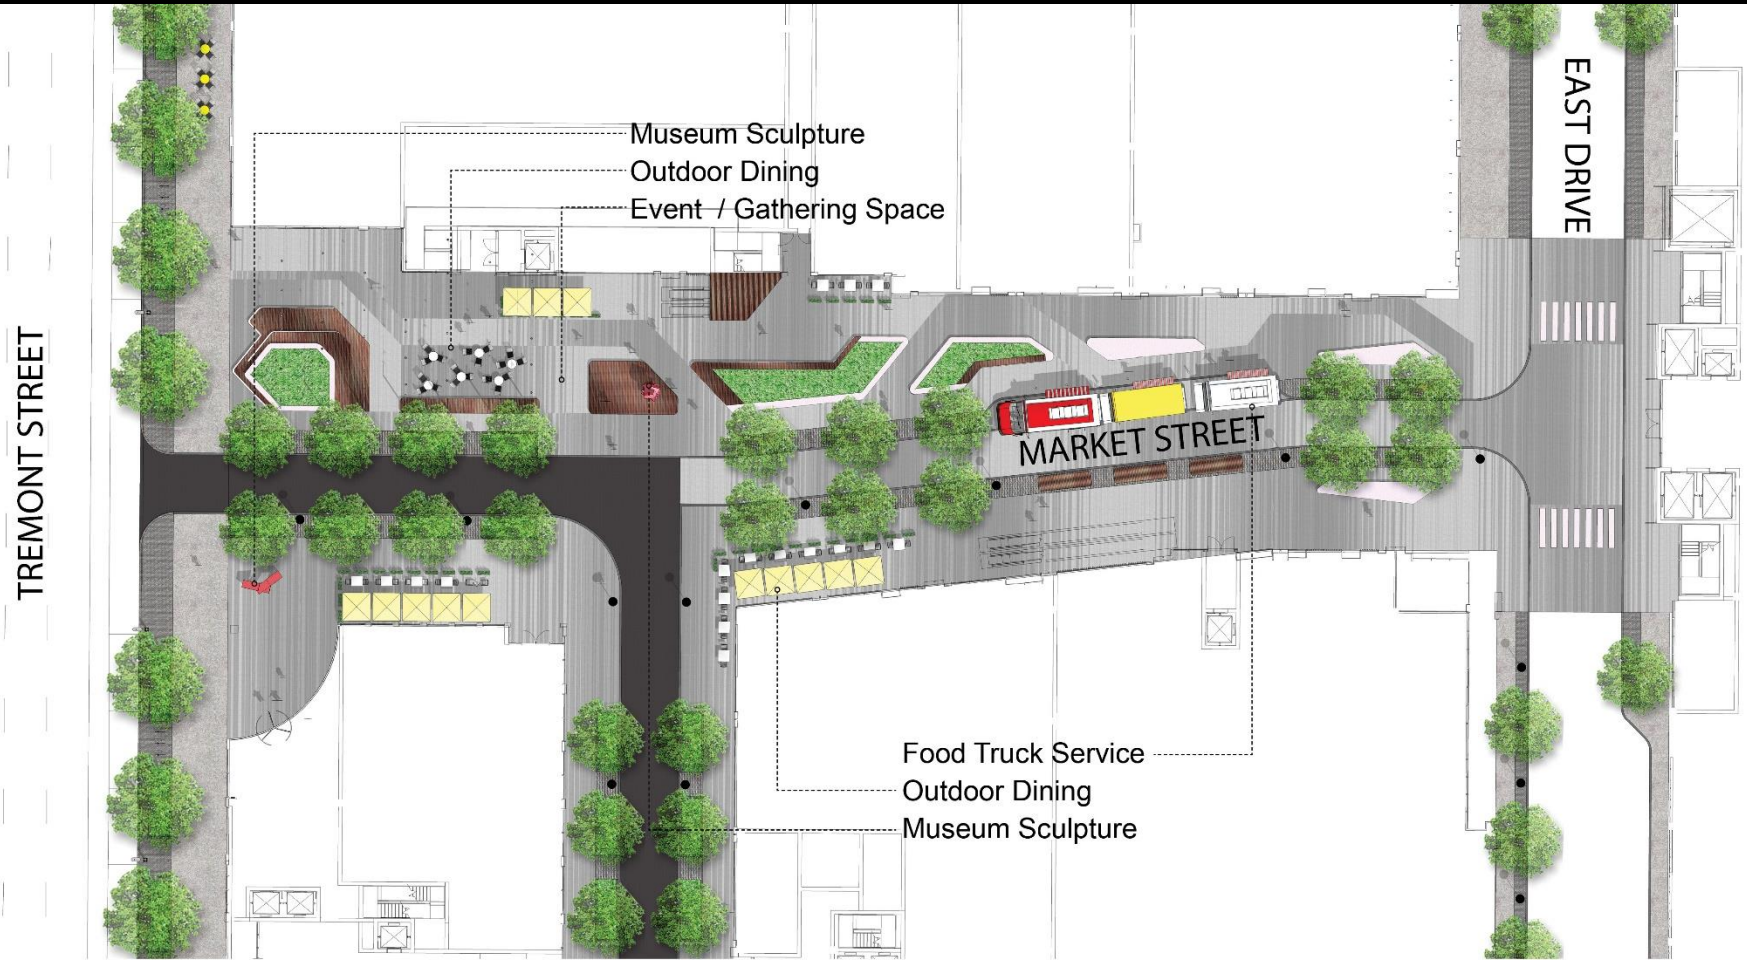 EAST DRIVE
Museum Sculpture
Outdoor Dining
Event / Gathering Space
TREMONT STREET
MARKET STREET
Food Truck Service
Outdoor Dining
Museum Sculpture